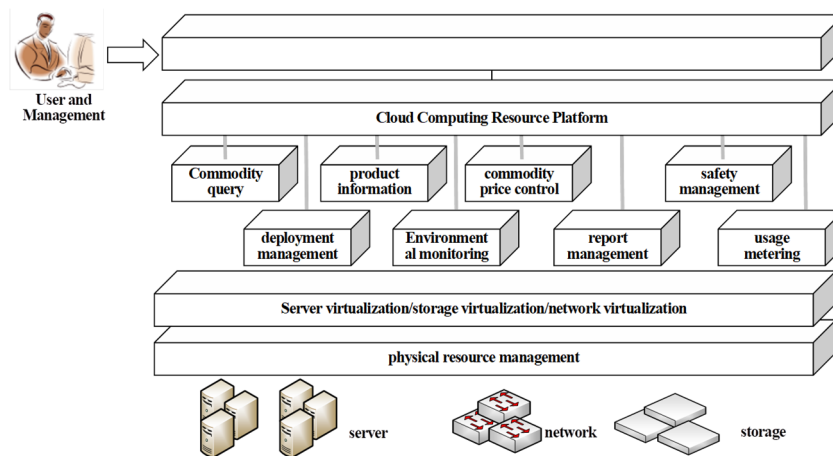 User and
Management
Cloud Computing Resource Platform
Commodity
query
product
information
commodity
price control
safety
management
deployment
management
Environment
al monitoring
report
management
usage
metering
Server virtualization/storage virtualization/network virtualization
physical resource management
server
network
storage